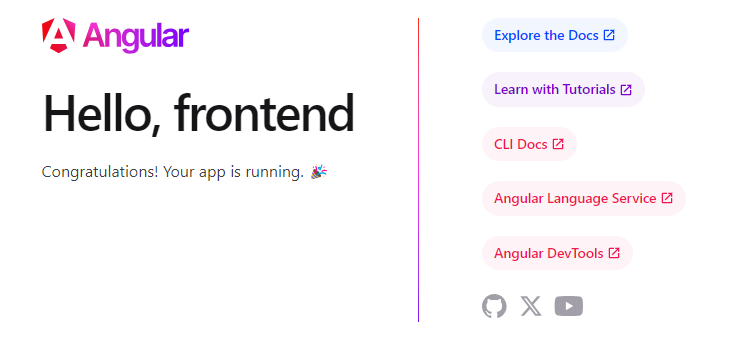 Angular
Hello, frontend
Congratulations! Your app is running. 🎉
Explore the Docs
Learn with Tutorials
CLI Docs
Angular Language Service
Angular DevTools